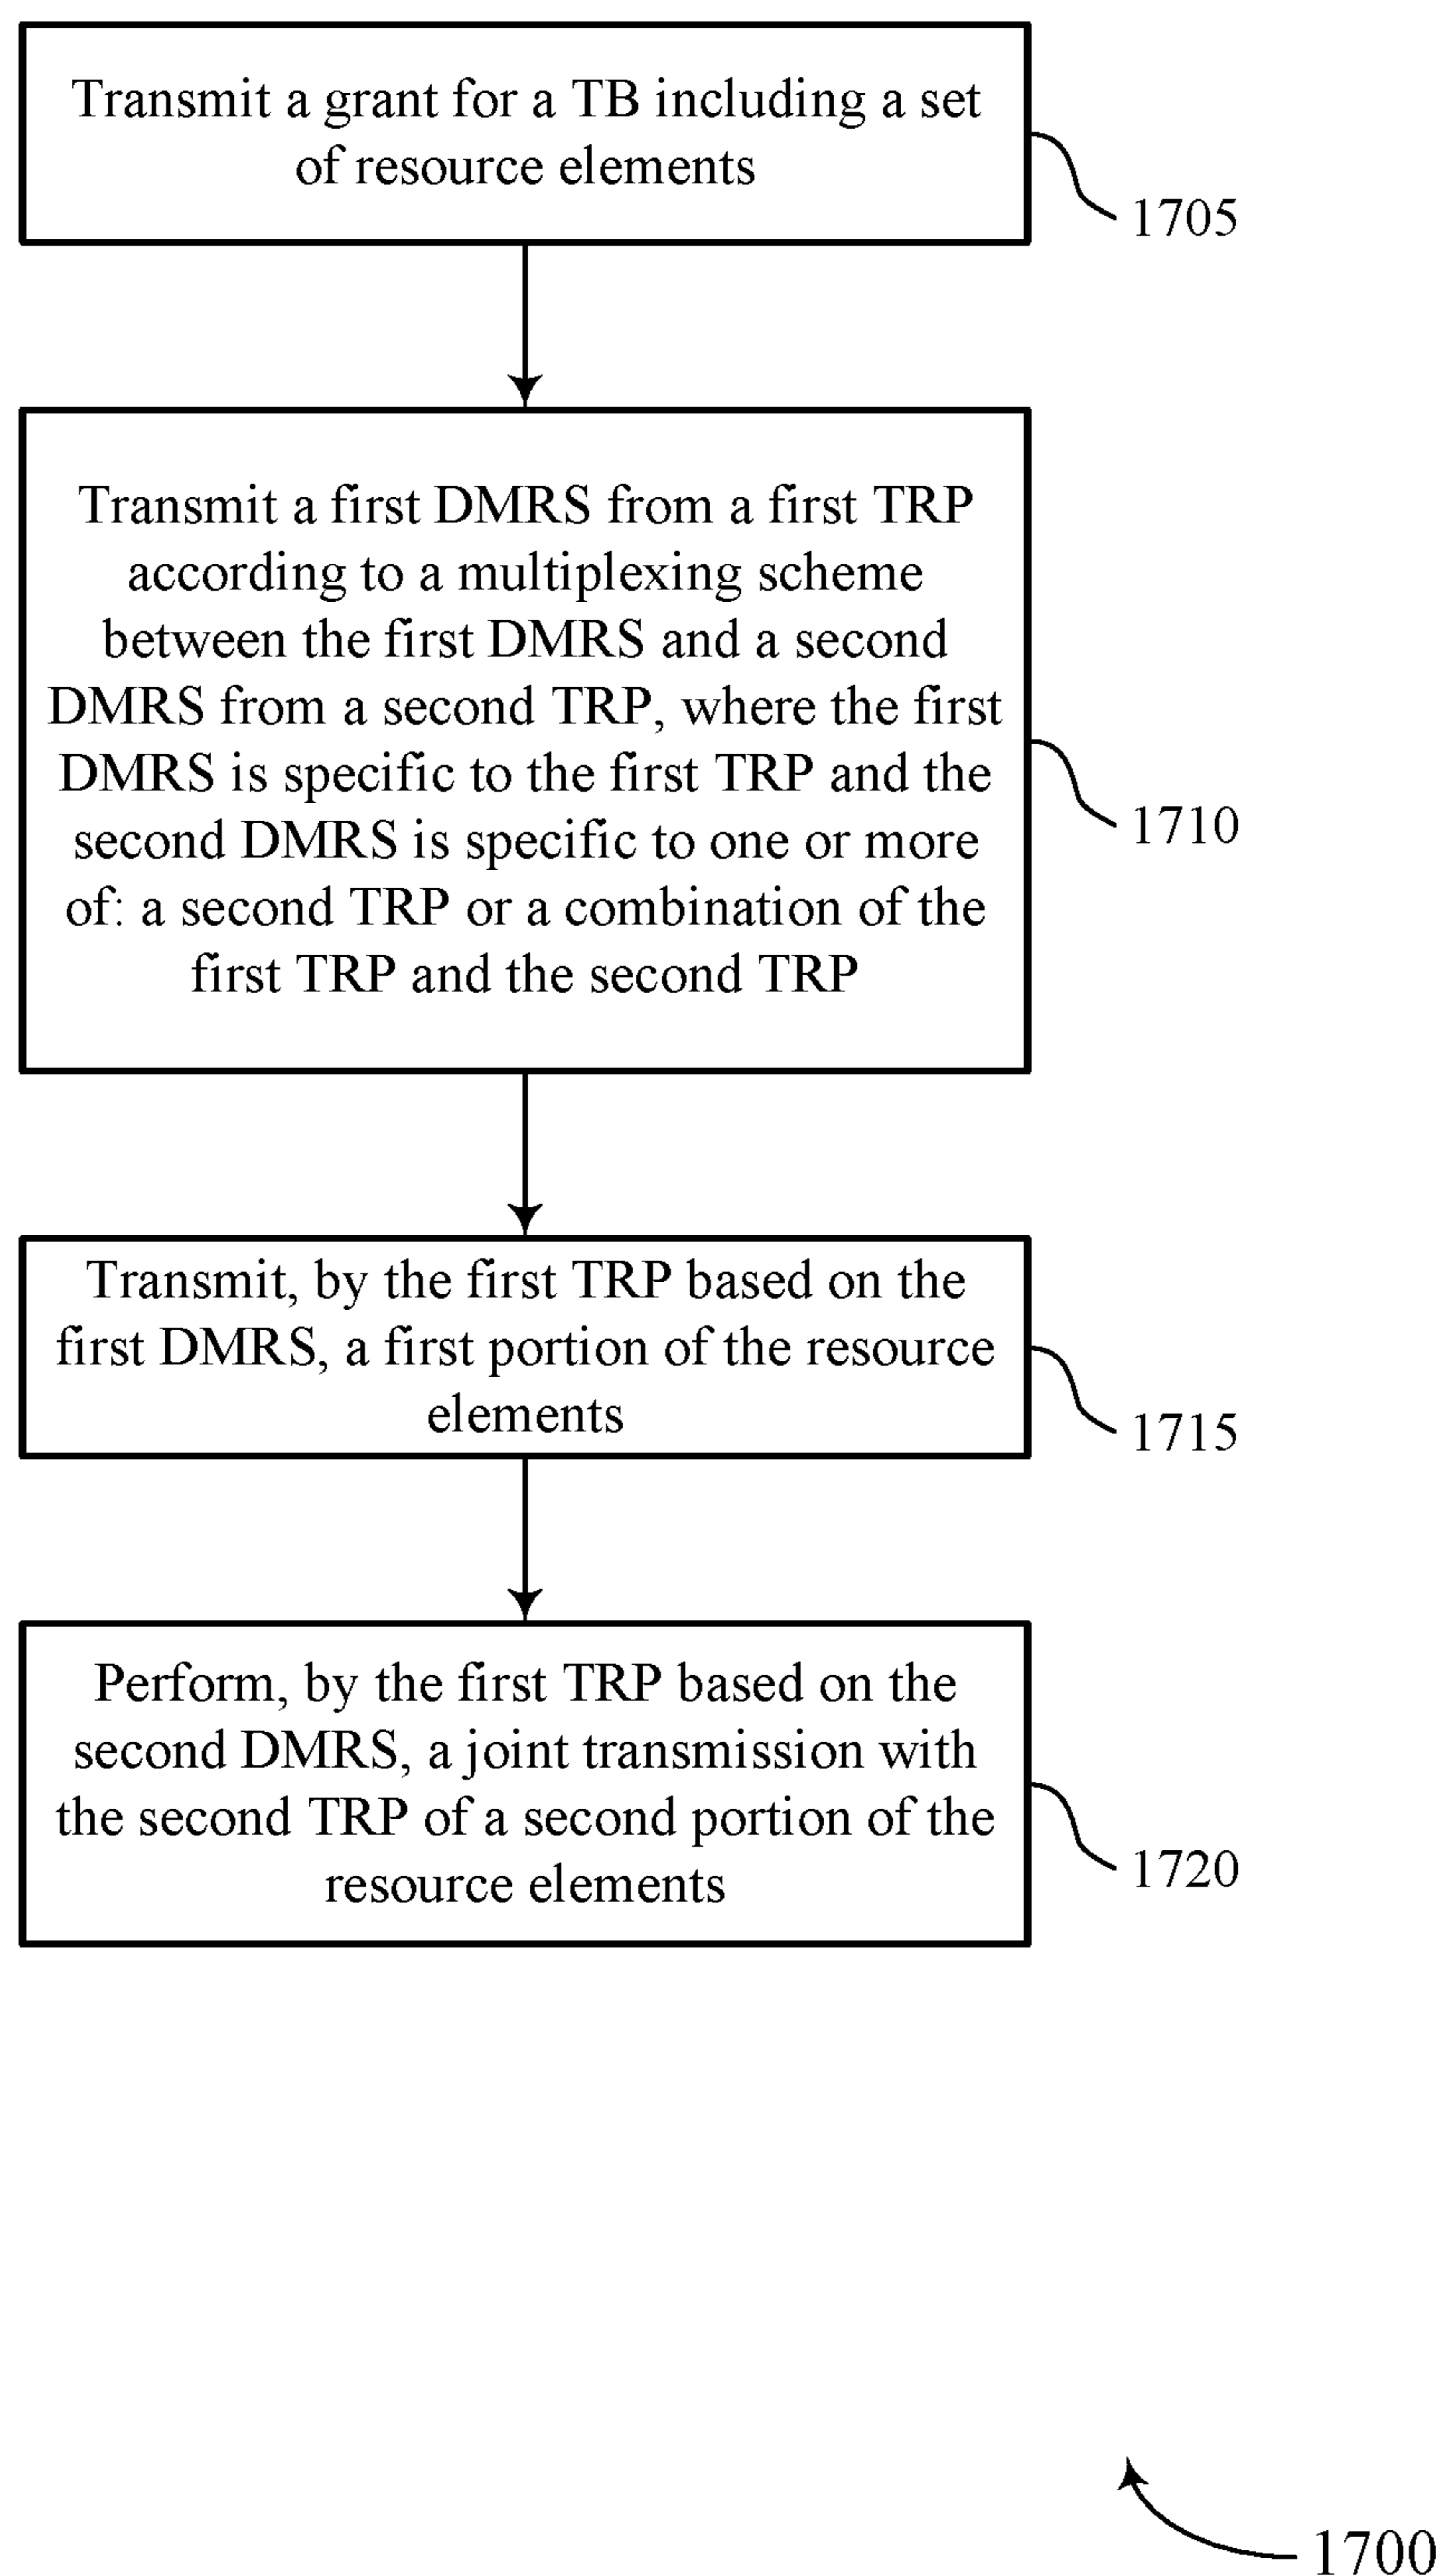 Transmit a grant for a TB including a set
of resource elements
1705
Transmit a first DMRS from a first TRP
according to a multiplexing scheme
between the first DMRS and a second
DMRS from a second TRP, where the first
DMRS is specific to the first TRP and the
second DMRS is specific to one or more
of: a second TRP or a combination of the
first TRP and the second TRP
1710
Transmit, by the first TRP based on the
first DMRS, a first portion of the resource
elements
1715
Perform, by the first TRP based on the
second DMRS, a joint transmission with
the second TRP of a second portion of the
resource elements
1720
1700